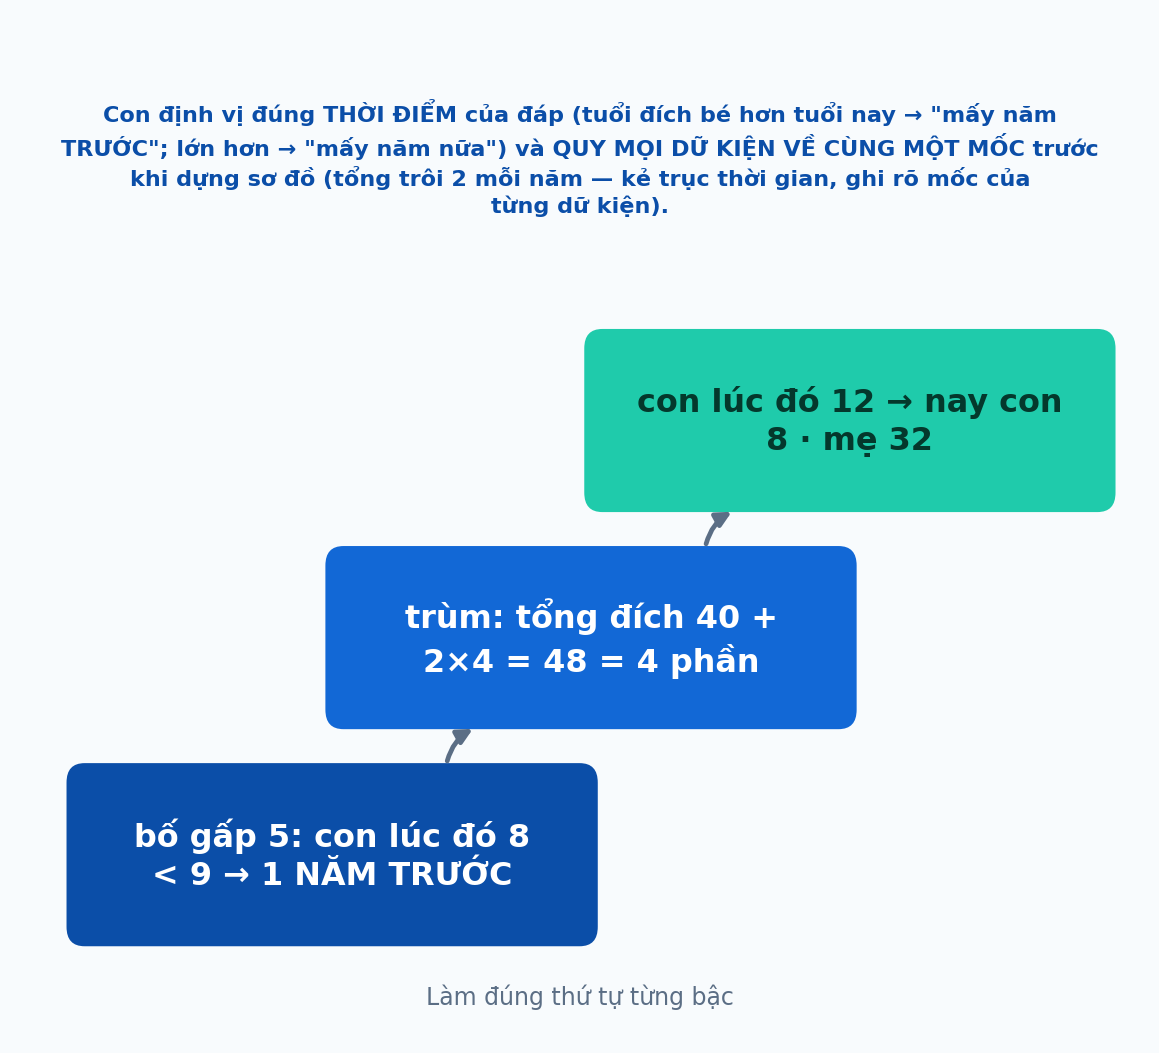 Con định vị đúng THỜI ĐIỂM của đáp (tuổi đích bé hơn tuổi nay → "mấy năm
TRƯỚC"; lớn hơn → "mấy năm nữa") và QUY MỌI DỮ KIỆN VỀ CÙNG MỘT MỐC trước
khi dựng sơ đồ (tổng trôi 2 mỗi năm — kẻ trục thời gian, ghi rõ mốc của
từng dữ kiện).
con lúc đó 12 → nay con
8 · mẹ 32
trùm: tổng đích 40 +
2×4 = 48 = 4 phần
bố gấp 5: con lúc đó 8
< 9 → 1 NĂM TRƯỚC
Làm đúng thứ tự từng bậc